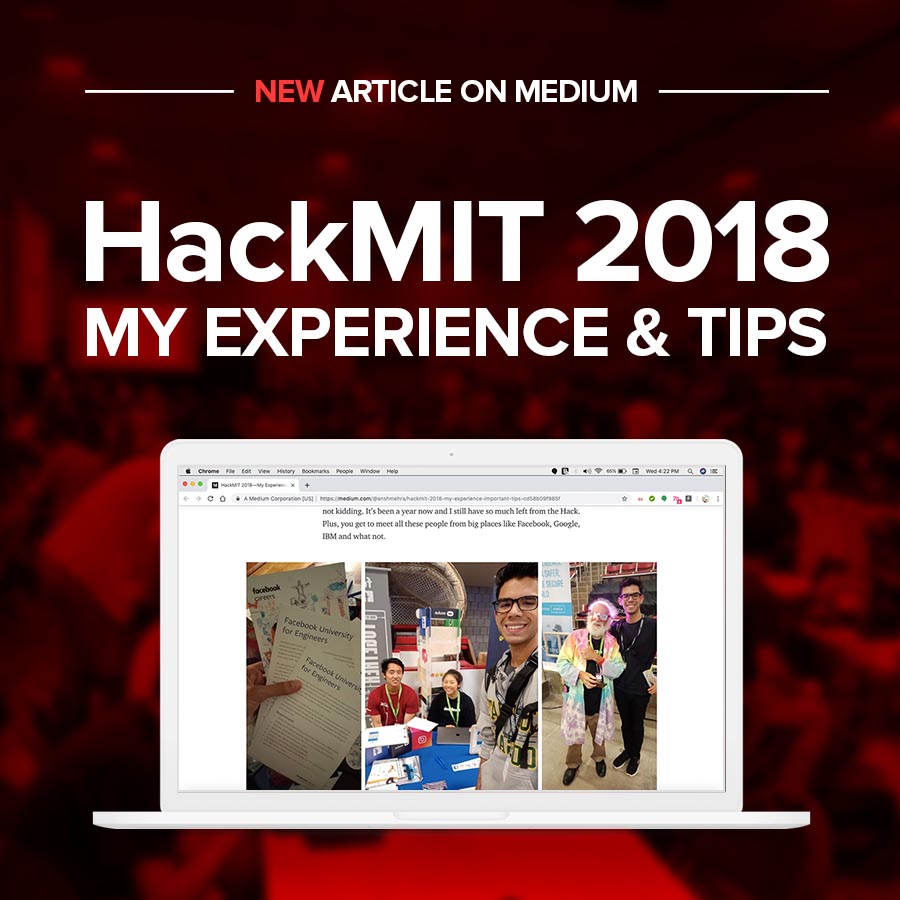 NEW ARTICLE ON MEDIUM
HackMIT 2018
MY EXPERIENCE & TIPS
Chrome File Edit View History Bookmarks People Window Help
65% Wed 4:22 PM
HackMIT 2018—My Experienc
A Medium Corporation [US] | https://medium.com/@anshmehra/hackmit-2018-my-experience-important-tips-cd58b09f985f
not kidding. It's been a year now and I still have so much left from the Hack.
Plus, you get to meet all these people from big places like Facebook, Google,
IBM and what not.
facebook
careers
Facebook University
for Engineers
Facebook University
for Engineers